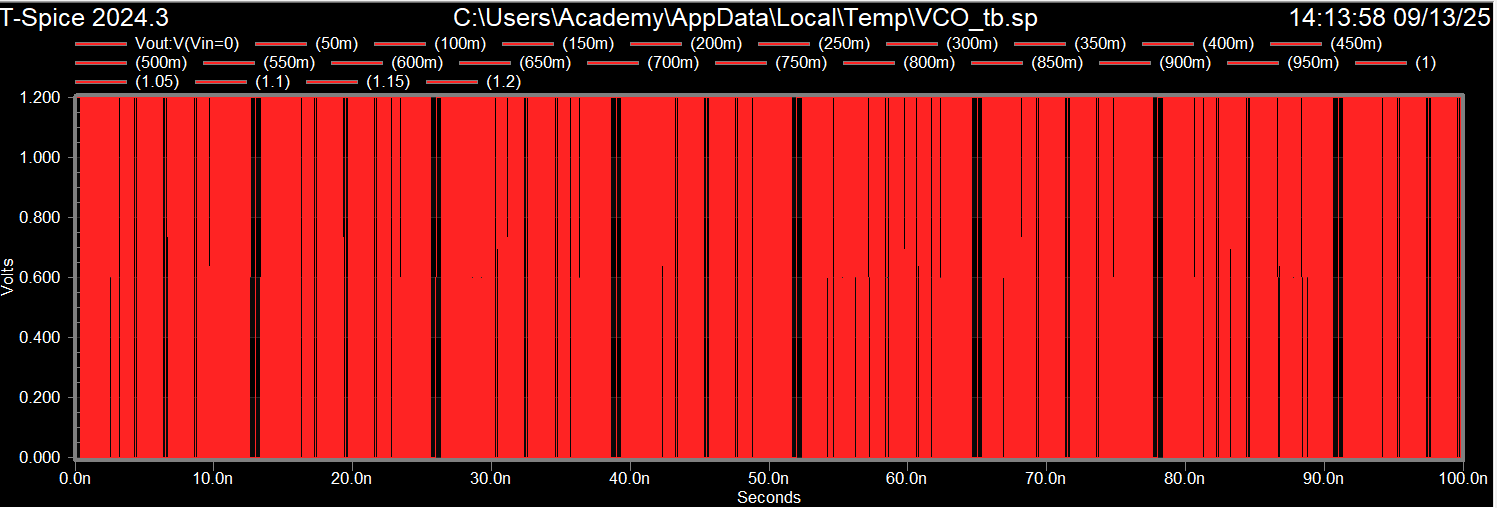 T-Spice 2024.3 C:\Users\Academy\AppData\Local\Temp\VCO_tb.sp 14:13:58 09/13/25
Vout:V(Vin=0) (50m) (100m) (150m) (200m) (250m) (300m) (350m) (400m) (450m)
(500m) (550m) (600m) (650m) (700m) (750m) (800m) (850m) (900m) (950m) (1)
(1.05) (1.1) (1.15) (1.2)
1.200
1.000
0.800
0.600
0.400
0.200
0.000
Volts
0.0n 10.0n 20.0n 30.0n 40.0n 50.0n 60.0n 70.0n 80.0n 90.0n 100.0n
Seconds